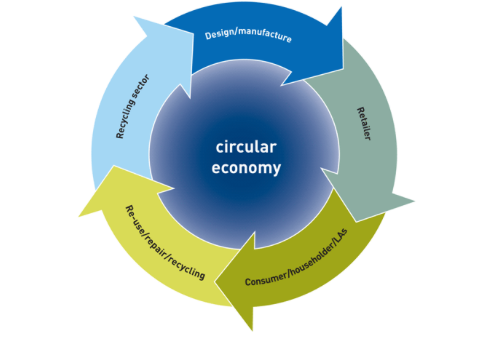 Design/manufacture
Retailer
Consumer/householder/LAs
Re-use/repair/recycling
Recycling sector
circular
economy